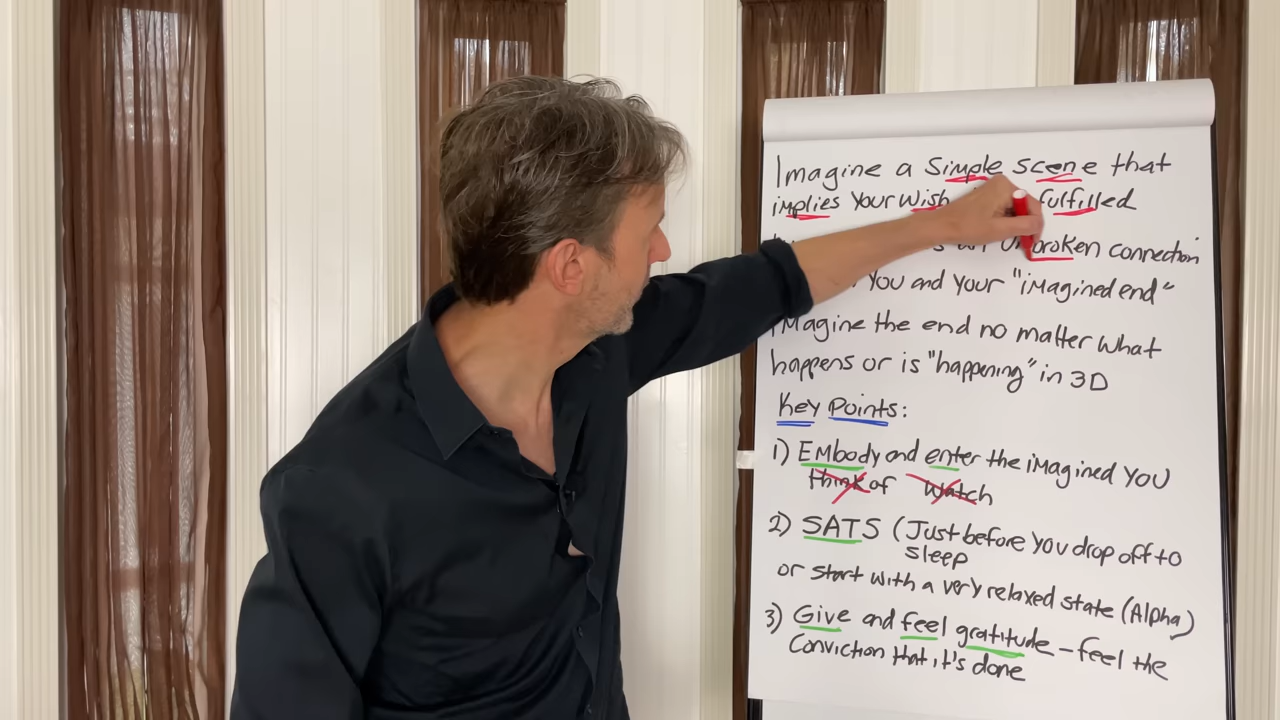 Imagine a simple scene that
implies your wish fulfilled
broken connection
You and your "imagined end"
Imagine the end no matter what
happens or is "happening" in 3D
Key Points:
1) Embody and enter the imagined you
think of watch
2) SATS (Just before you drop off to
sleep
or start with a very relaxed state (Alpha)
3) Give and feel gratitude - feel the
Conviction that it's done